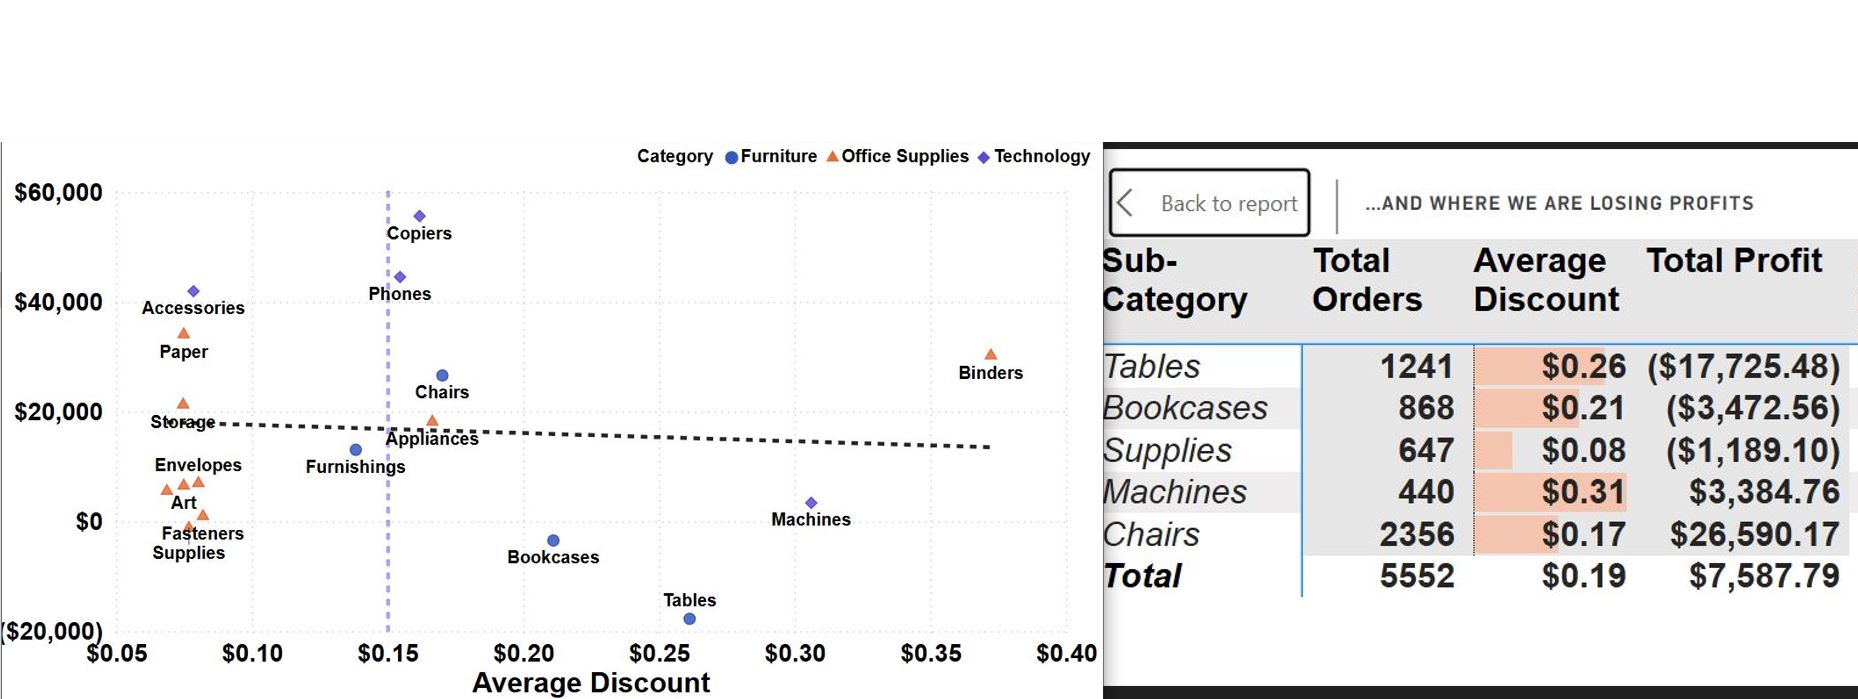 Category Furniture Office Supplies Technology
$60,000
Copiers
Phones
$40,000
Accessories
Paper
Binders
Chairs
$20,000
Storage
Appliances
Envelopes
Furnishings
Art
$0
Machines
Fasteners
Supplies
Bookcases
Tables
($20,000)
$0.05 $0.10 $0.15 $0.20 $0.25 $0.30 $0.35 $0.40
Average Discount
Back to report
...AND WHERE WE ARE LOSING PROFITS
Sub- Total Average Total Profit
Category Orders Discount
Tables 1241 $0.26 ($17,725.48)
Bookcases 868 $0.21 ($3,472.56)
Supplies 647 $0.08 ($1,189.10)
Machines 440 $0.31 $3,384.76
Chairs 2356 $0.17 $26,590.17
Total 5552 $0.19 $7,587.79